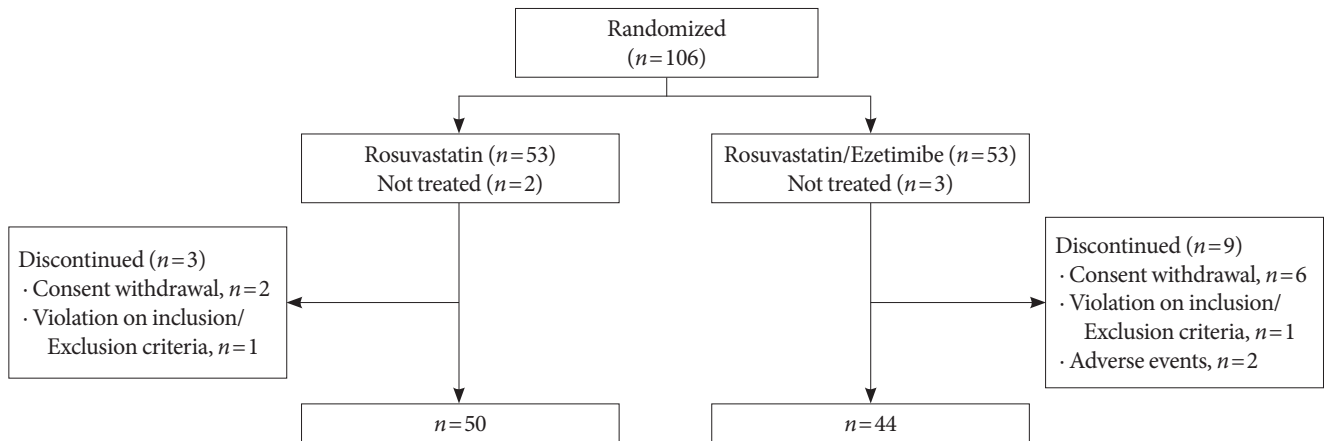 Randomized
(n=106)
Rosuvastatin (n=53)
Not treated (n=2)
Rosuvastatin/Ezetimibe (n=53)
Not treated (n=3)
Discontinued (n=3)
· Consent withdrawal, n=2
· Violation on inclusion/
Exclusion criteria, n=1
Discontinued (n=9)
· Consent withdrawal, n=6
· Violation on inclusion/
Exclusion criteria, n=1
· Adverse events, n=2
n=50
n=44